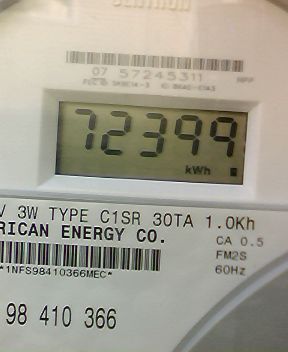 CENTRON
07 57245311
72399
kWh
V 3W TYPE C1SR 30TA 1.0Kh
RICAN ENERGY CO.
CA 0.5
FM2S
60Hz
*1NFS98410366MEC*
98 410 366